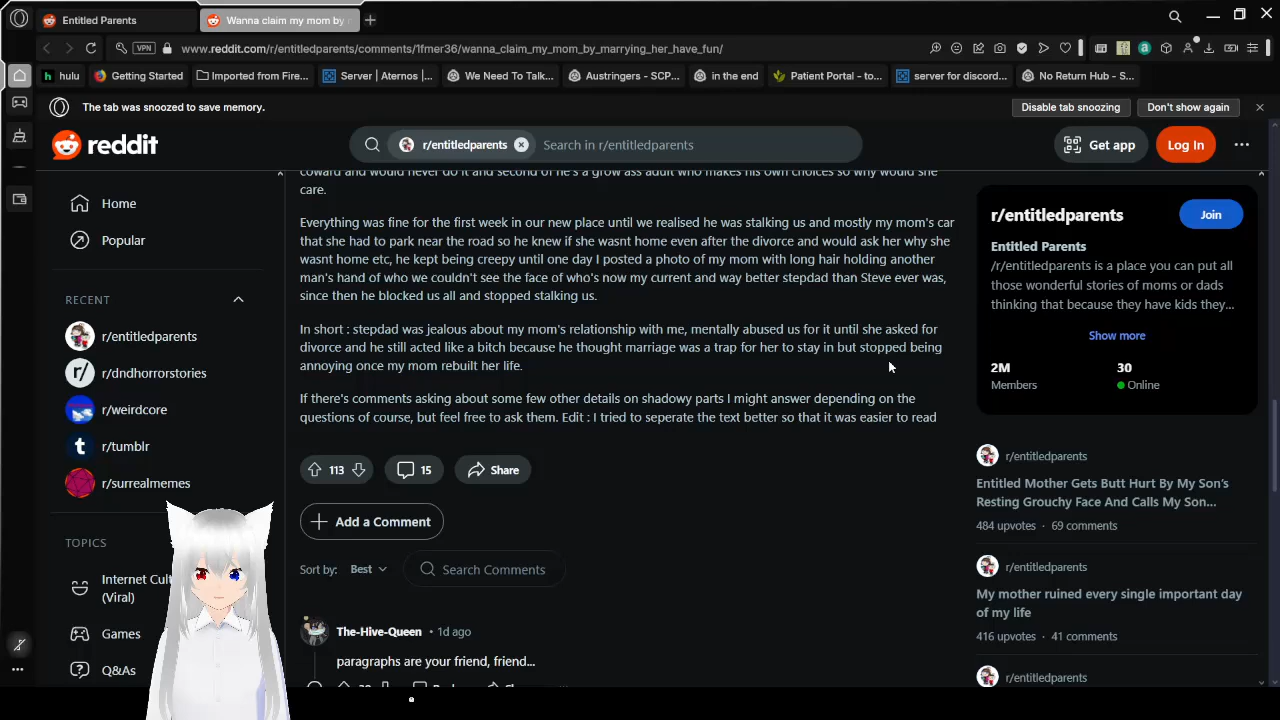 Entitled Parents
Wanna claim my mom by
VPN
www.reddit.com/r/entitledparents/comments/1fmer36/wanna_claim_my_mom_by_marrying_her_have_fun/
hulu
Getting Started
Imported from Fire...
Server | Aternos |...
We Need To Talk...
Austringers - SCP...
in the end
Patient Portal - to...
server for discord...
No Return Hub - S...
The tab was snoozed to save memory.
Disable tab snoozing
Don't show again
reddit
r/entitledparents
Search in r/entitledparents
Get app
Log In
Home
Popular
RECENT
r/entitledparents
r/dndhorrorstories
r/weirdcore
r/tumblr
r/surrealmemes
TOPICS
Internet Cult
(Viral)
Games
Q&As
coward and would never do it and second of he's a grow ass adult who makes his own choices so why would she
care.
Everything was fine for the first week in our new place until we realised he was stalking us and mostly my mom's car
that she had to park near the road so he knew if she wasnt home even after the divorce and would ask her why she
wasnt home etc, he kept being creepy until one day I posted a photo of my mom with long hair holding another
man's hand of who we couldn't see the face of who's now my current and way better stepdad than Steve ever was,
since then he blocked us all and stopped stalking us.
In short : stepdad was jealous about my mom's relationship with me, mentally abused us for it until she asked for
divorce and he still acted like a bitch because he thought marriage was a trap for her to stay in but stopped being
annoying once my mom rebuilt her life.
If there's comments asking about some few other details on shadowy parts I might answer depending on the
questions of course, but feel free to ask them. Edit : I tried to seperate the text better so that it was easier to read
113
15
Share
Add a Comment
Sort by:
Best
Search Comments
The-Hive-Queen • 1d ago
paragraphs are your friend, friend...
r/entitledparents
Join
Entitled Parents
/r/entitledparents is a place you can put all
those wonderful stories of moms or dads
thinking that because they have kids they...
Show more
2M
30
Members
Online
r/entitledparents
Entitled Mother Gets Butt Hurt By My Son's
Resting Grouchy Face And Calls My Son...
484 upvotes · 69 comments
r/entitledparents
My mother ruined every single important day
of my life
416 upvotes · 41 comments
r/entitledparents